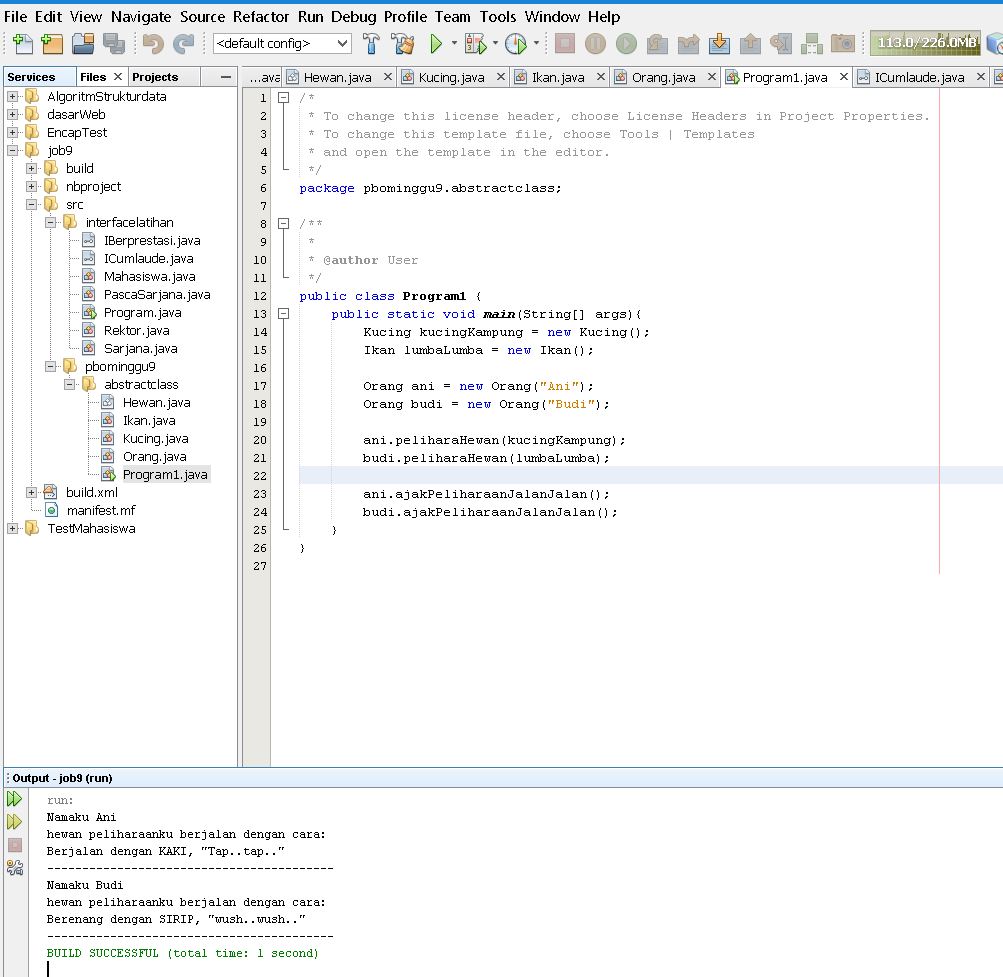 File Edit View Navigate Source Refactor Run Debug Profile Team Tools Window Help
<default config>
113.0/226.0MB
Services Files Projects
...ava Hewan.java Kucing.java Ikan.java Orang.java Program1.java ICumlaude.java
AlgoritmStrukturdata
dasarWeb
EncapTest
job9
build
nbproject
src
interfacelatihan
IBerprestasi.java
ICumlaude.java
Mahasiswa.java
PascaSarjana.java
Program.java
Rektor.java
Sarjana.java
pbominggu9
abstractclass
Hewan.java
Ikan.java
Kucing.java
Orang.java
Program1.java
build.xml
manifest.mf
TestMahasiswa
1 /*
2 * To change this license header, choose License Headers in Project Properties.
3 * To change this template file, choose Tools | Templates
4 * and open the template in the editor.
5 */
6 package pbominggu9.abstractclass;
7
8 /**
9 *
10 * @author User
11 */
12 public class Program1 {
13 public static void main(String[] args){
14 Kucing kucingKampung = new Kucing();
15 Ikan lumbaLumba = new Ikan();
16
17 Orang ani = new Orang("Ani");
18 Orang budi = new Orang("Budi");
19
20 ani.peliharaHewan(kucingKampung);
21 budi.peliharaHewan(lumbaLumba);
22
23 ani.ajakPeliharaanJalanJalan();
24 budi.ajakPeliharaanJalanJalan();
25 }
26 }
27
Output - job9 (run)
run:
Namaku Ani
hewan peliharaanku berjalan dengan cara:
Berjalan dengan KAKI, "Tap..tap.."
----------------------------------------
Namaku Budi
hewan peliharaanku berjalan dengan cara:
Berenang dengan SIRIP, "wush..wush.."
----------------------------------------
BUILD SUCCESSFUL (total time: 1 second)